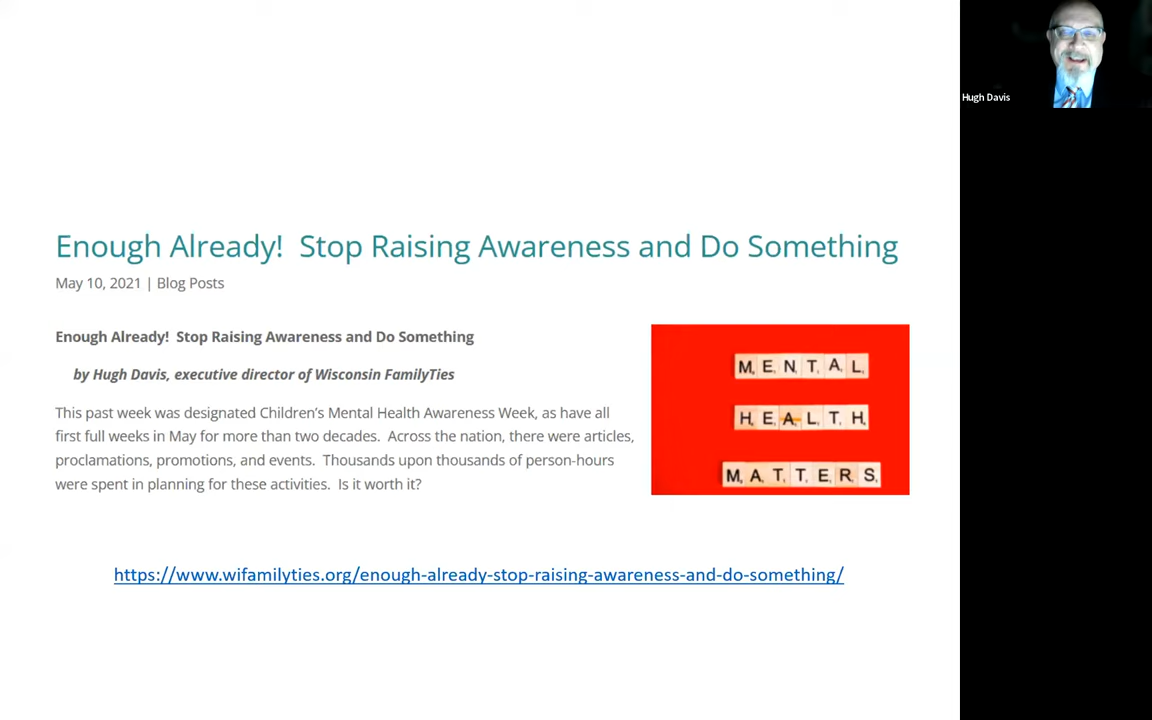 Hugh Davis
Enough Already!  Stop Raising Awareness and Do Something
May 10, 2021 | Blog Posts
Enough Already!  Stop Raising Awareness and Do Something
by Hugh Davis, executive director of Wisconsin FamilyTies
This past week was designated Children’s Mental Health Awareness Week, as have all
first full weeks in May for more than two decades.  Across the nation, there were articles,
proclamations, promotions, and events.  Thousands upon thousands of person-hours
were spent in planning for these activities.  Is it worth it?
MENTAL
HEALTH
MATTERS
https://www.wifamilyties.org/enough-already-stop-raising-awareness-and-do-something/